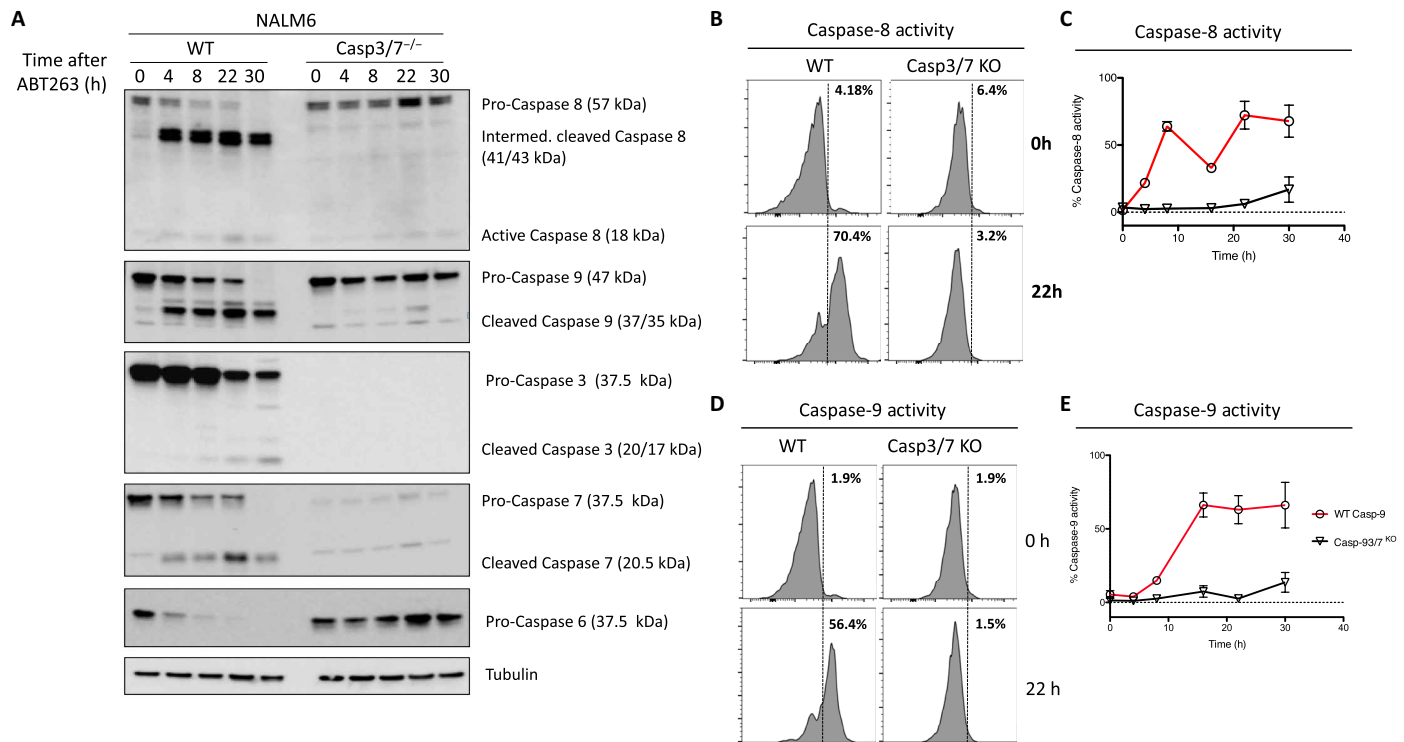 A
NALM6
WT
Casp3/7–/–
Time after
ABT263 (h)
0 4 8 22 30
0 4 8 22 30
Pro-Caspase 8 (57 kDa)
Intermed. cleaved Caspase 8
(41/43 kDa)
Active Caspase 8 (18 kDa)
Pro-Caspase 9 (47 kDa)
Cleaved Caspase 9 (37/35 kDa)
Pro-Caspase 3 (37.5 kDa)
Cleaved Caspase 3 (20/17 kDa)
Pro-Caspase 7 (37.5 kDa)
Cleaved Caspase 7 (20.5 kDa)
Pro-Caspase 6 (37.5 kDa)
Tubulin
B
Caspase-8 activity
WT
Casp3/7 KO
4.18%
6.4%
0h
70.4%
3.2%
22h
C
Caspase-8 activity
% Caspase-8 activity
100
50
0
0 10 20 30 40
Time (h)
D
Caspase-9 activity
WT
Casp3/7 KO
1.9%
1.9%
0 h
56.4%
1.5%
22 h
E
Caspase-9 activity
% Caspase-9 activity
100
50
0
0 10 20 30 40
Time (h)
WT Casp-9
Casp-93/7 KO